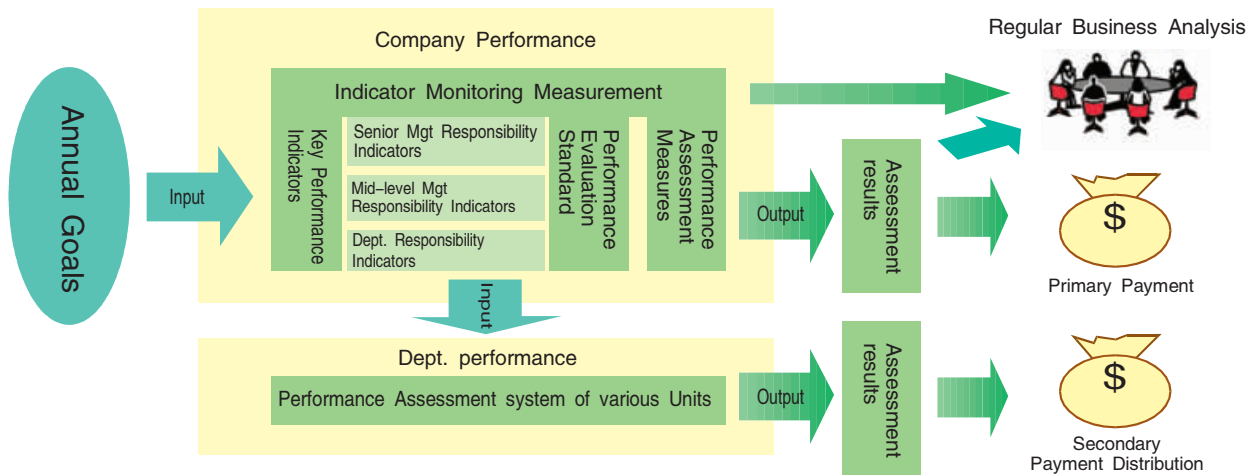 Annual Goals
Input
Company Performance
Indicator Monitoring Measurement
Key Performance
Indicators
Senior Mgt Responsibility
Indicators
Mid-level Mgt
Responsibility Indicators
Dept. Responsibility
Indicators
Performance
Evaluation
Standard
Performance
Assessment
Measures
Output
Assessment
results
Regular Business Analysis
$
Primary Payment
Input
Dept. performance
Performance Assessment system of various Units
Output
Assessment
results
$
Secondary
Payment Distribution